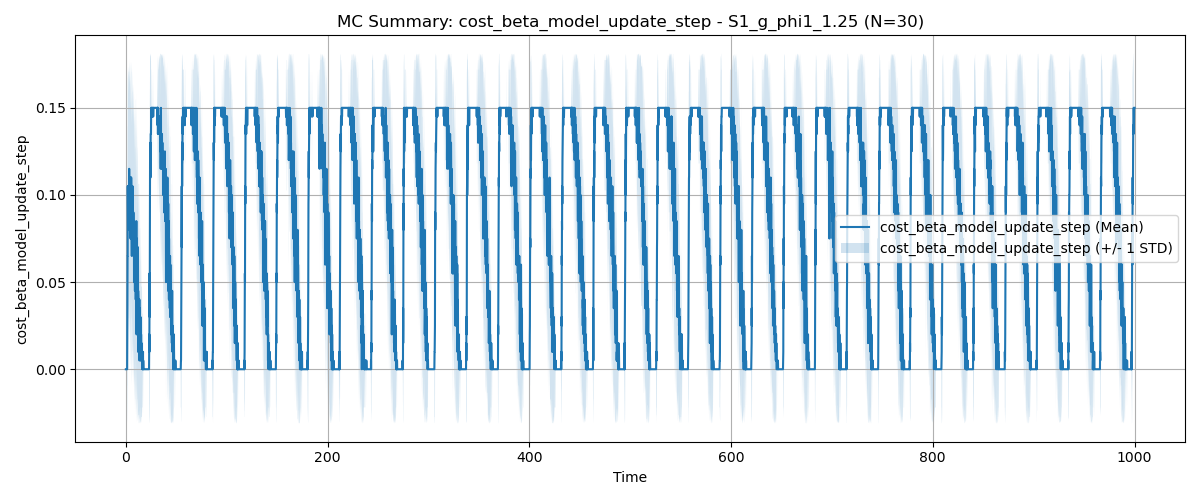 MC Summary: cost_beta_model_update_step - S1_g_phi1_1.25 (N=30)
cost_beta_model_update_step
0.15
0.10
0.05
0.00
cost_beta_model_update_step (Mean)
cost_beta_model_update_step (+/- 1 STD)
0 200 400 600 800 1000
Time